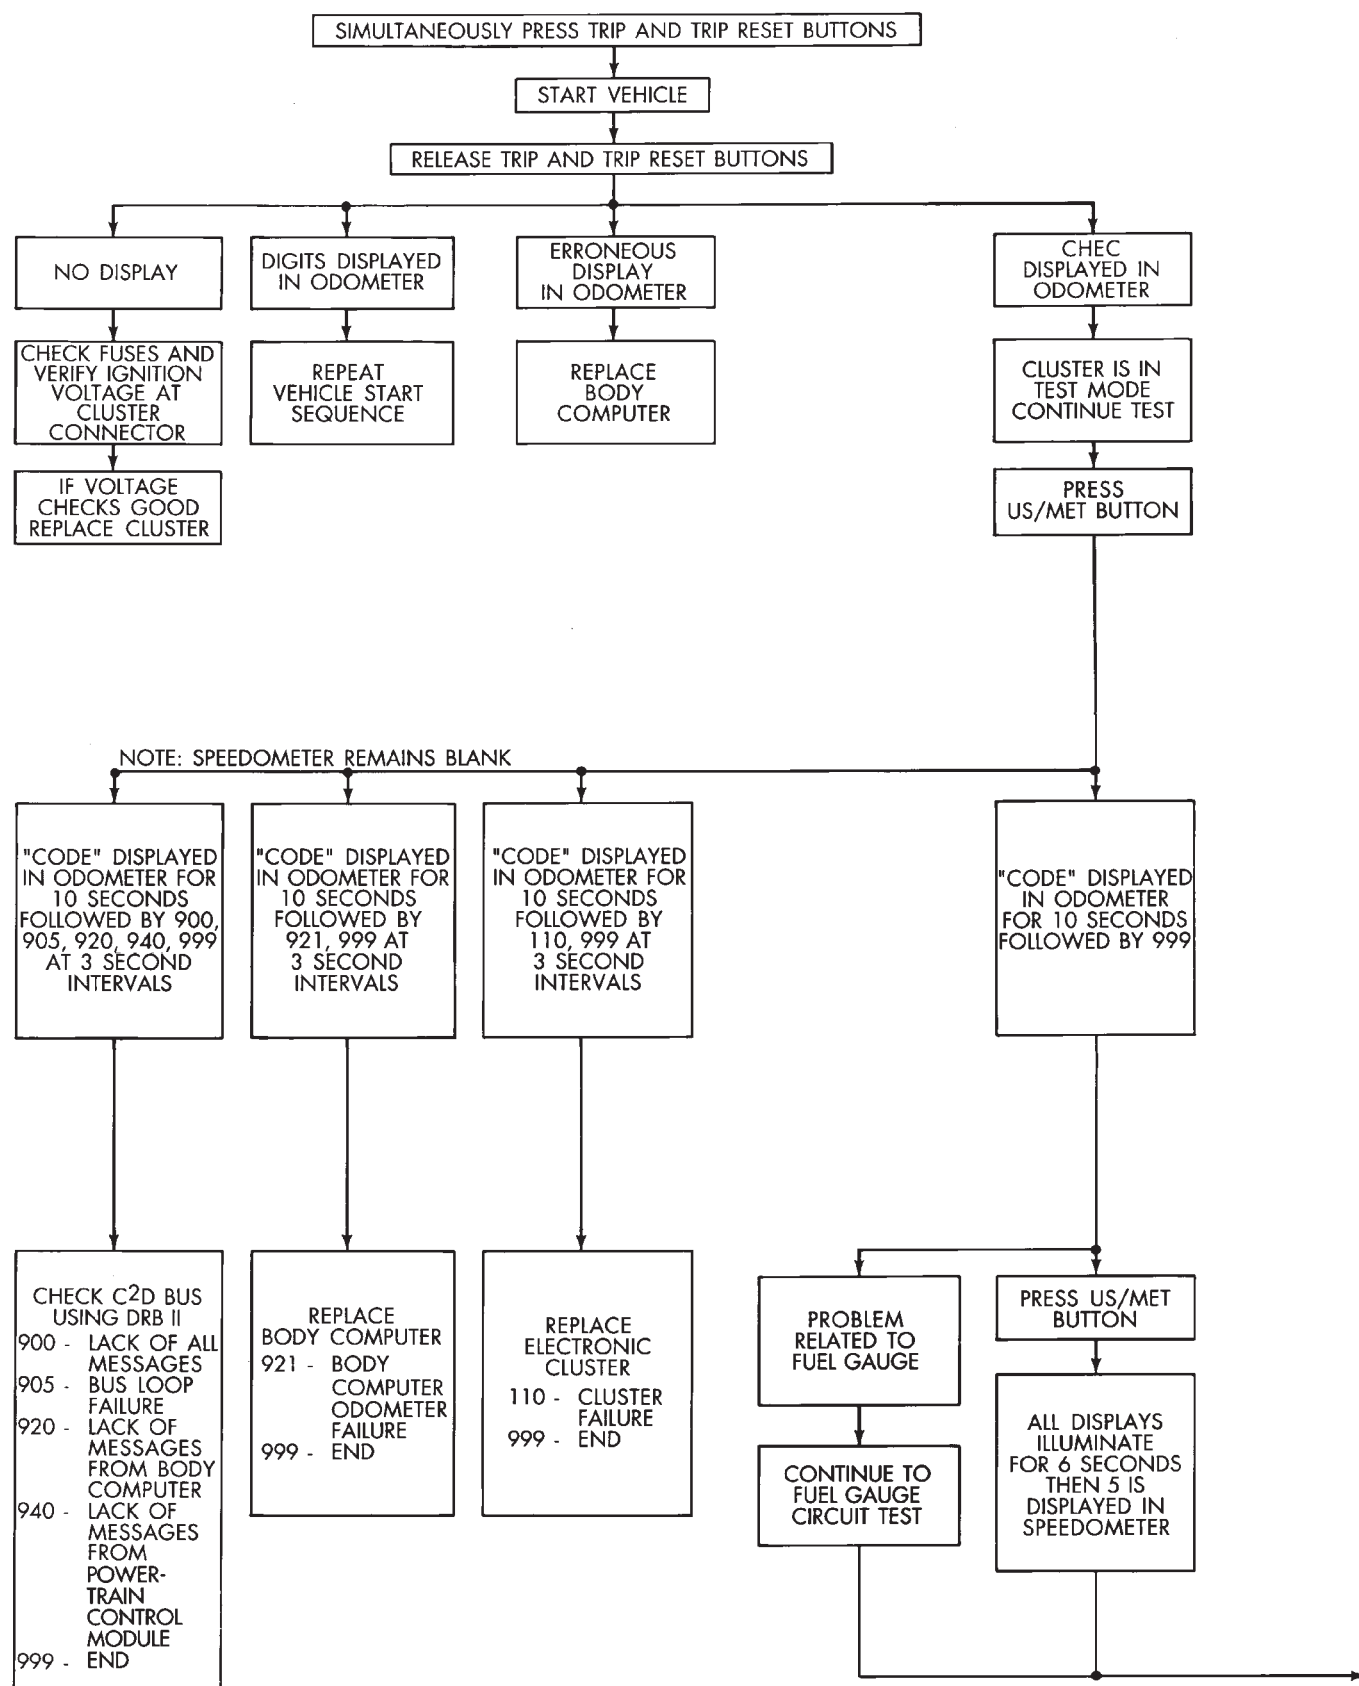 SIMULTANEOUSLY PRESS TRIP AND TRIP RESET BUTTONS
START VEHICLE
RELEASE TRIP AND TRIP RESET BUTTONS
NO DISPLAY
DIGITS DISPLAYED
IN ODOMETER
ERRONEOUS
DISPLAY
IN ODOMETER
CHEC
DISPLAYED IN
ODOMETER
CHECK FUSES AND
VERIFY IGNITION
VOLTAGE AT
CLUSTER
CONNECTOR
REPEAT
VEHICLE START
SEQUENCE
REPLACE
BODY
COMPUTER
CLUSTER IS IN
TEST MODE
CONTINUE TEST
IF VOLTAGE
CHECKS GOOD
REPLACE CLUSTER
PRESS
US/MET BUTTON
NOTE: SPEEDOMETER REMAINS BLANK
"CODE" DISPLAYED
IN ODOMETER FOR
10 SECONDS
FOLLOWED BY 900,
905, 920, 940, 999
AT 3 SECOND
INTERVALS
"CODE" DISPLAYED
IN ODOMETER FOR
10 SECONDS
FOLLOWED BY
921, 999 AT
3 SECOND
INTERVALS
"CODE" DISPLAYED
IN ODOMETER FOR
10 SECONDS
FOLLOWED BY
110, 999 AT
3 SECOND
INTERVALS
"CODE" DISPLAYED
IN ODOMETER
FOR 10 SECONDS
FOLLOWED BY 999
CHECK C²D BUS
USING DRB II
900 - LACK OF ALL
MESSAGES
905 - BUS LOOP
FAILURE
920 - LACK OF
MESSAGES
FROM BODY
COMPUTER
940 - LACK OF
MESSAGES
FROM
POWER-
TRAIN
CONTROL
MODULE
999 - END
REPLACE
BODY COMPUTER
921 - BODY
COMPUTER
ODOMETER
FAILURE
999 - END
REPLACE
ELECTRONIC
CLUSTER
110 - CLUSTER
FAILURE
999 - END
PROBLEM
RELATED TO
FUEL GAUGE
CONTINUE TO
FUEL GAUGE
CIRCUIT TEST
PRESS US/MET
BUTTON
ALL DISPLAYS
ILLUMINATE
FOR 6 SECONDS
THEN 5 IS
DISPLAYED IN
SPEEDOMETER